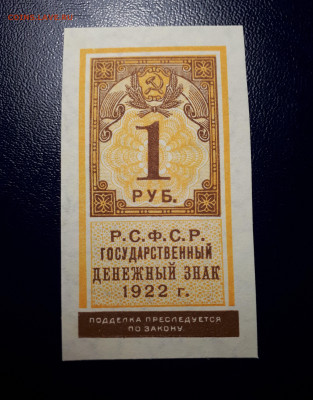 1
РУБ.
Р.С.Ф.С.Р.
ГОСУДАРСТВЕННЫЙ
ДЕНЕЖНЫЙ ЗНАК
1922 г.
ПОДДЕЛКА ПРЕСЛЕДУЕТСЯ
ПО ЗАКОНУ.